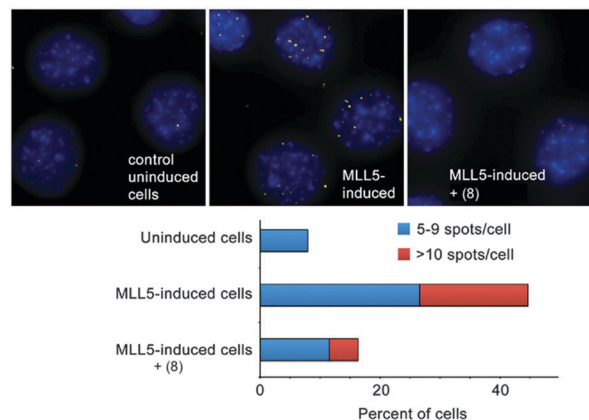 control
uninduced
cells
MLL5-
induced
MLL5-induced
+ (8)
5-9 spots/cell
>10 spots/cell
Uninduced cells
MLL5-induced cells
MLL5-induced cells
+ (8)
0
20
40
Percent of cells